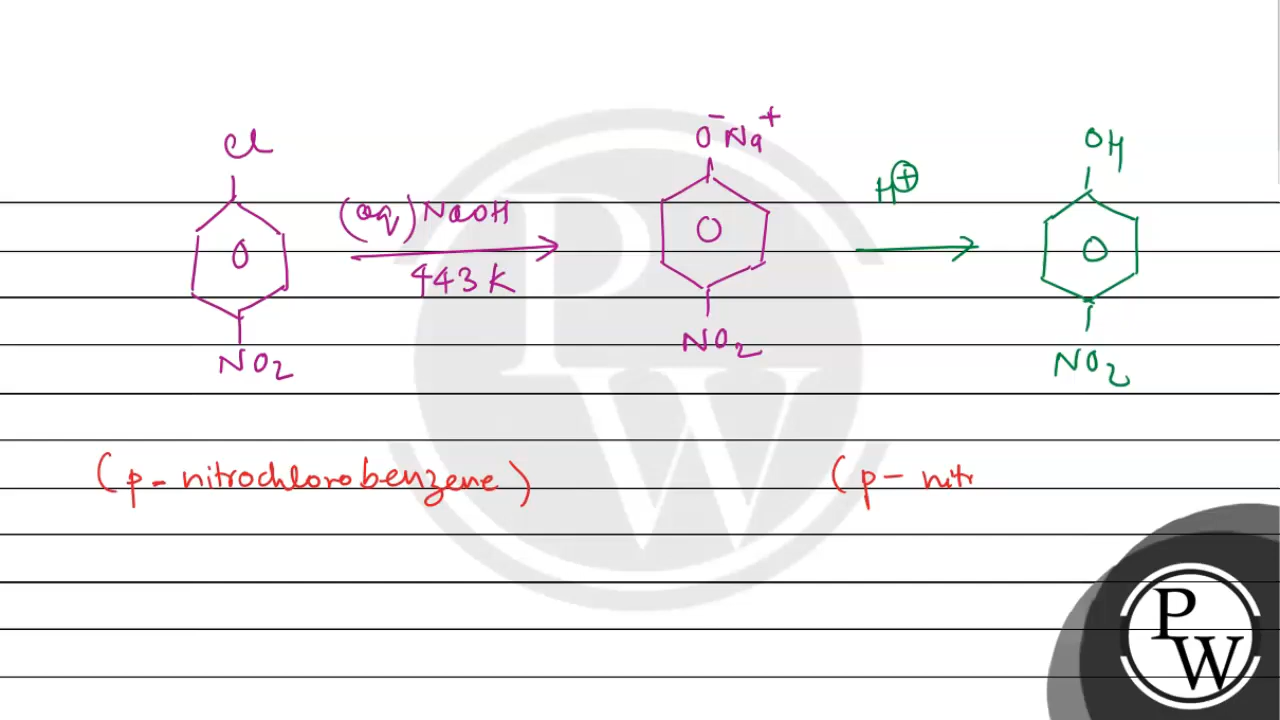 Cl
(aq) NaOH
443 K
NO2
O⁻Na⁺
NO2
H⊕
OH
NO2
(p-nitrochlorobenzene)
(p-nitr
P
W
P
W